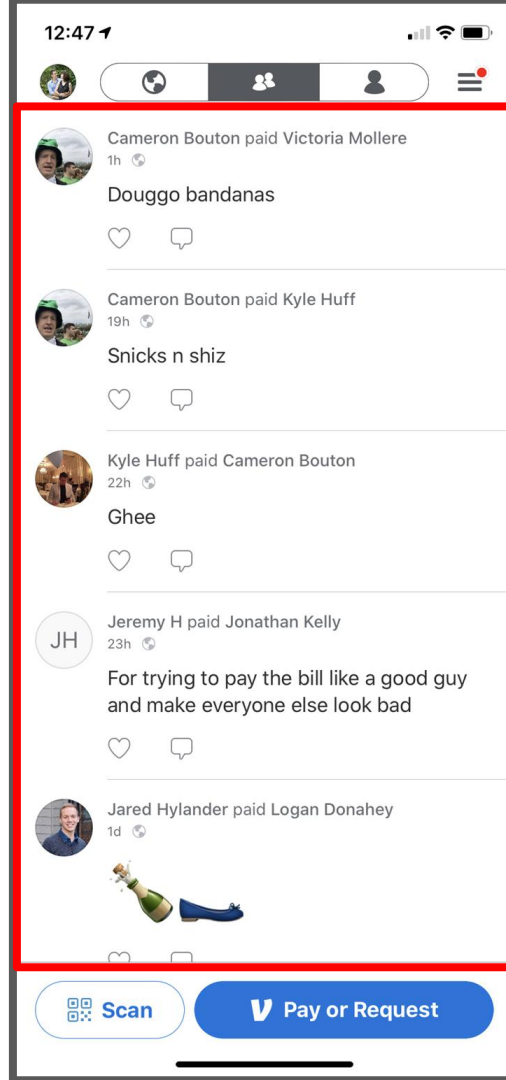 12:47
Cameron Bouton paid Victoria Mollere
1h
Douggo bandanas
Cameron Bouton paid Kyle Huff
19h
Snicks n shiz
Kyle Huff paid Cameron Bouton
22h
Ghee
JH
Jeremy H paid Jonathan Kelly
23h
For trying to pay the bill like a good guy
and make everyone else look bad
Jared Hylander paid Logan Donahey
1d
Scan
Pay or Request